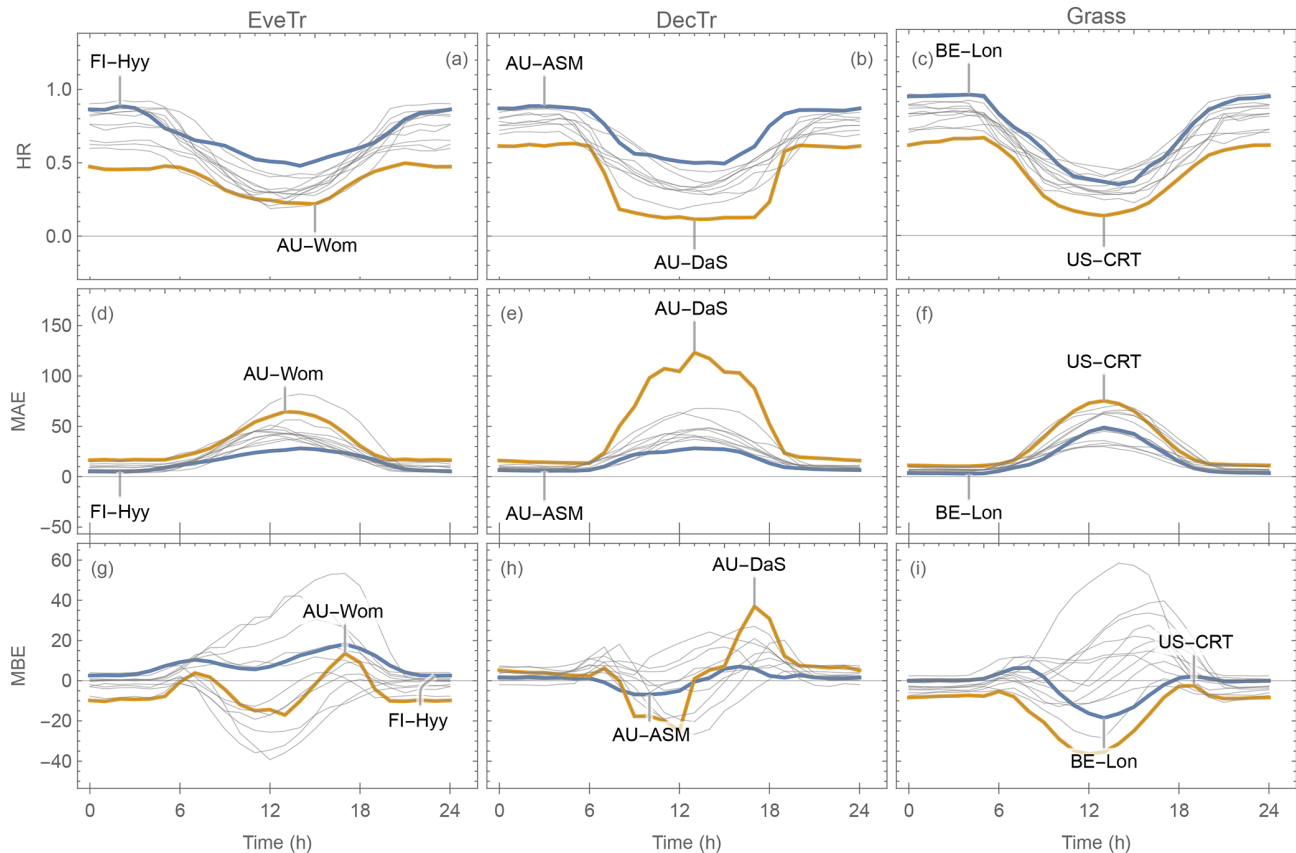 EveTr
DecTr
Grass
FI–Hyy
(a)
AU–Wom
HR
1.0
0.5
0.0
AU–ASM
(b)
AU–DaS
BE–Lon
(c)
US–CRT
(d)
AU–Wom
FI–Hyy
MAE
150
100
50
0
−50
(e)
AU–DaS
AU–ASM
(f)
US–CRT
BE–Lon
(g)
AU–Wom
FI–Hyy
MBE
60
40
20
0
−20
−40
(h)
AU–DaS
AU–ASM
(i)
US–CRT
BE–Lon
0 6 12 18 24
0 6 12 18 24
0 6 12 18 24
Time (h)
Time (h)
Time (h)